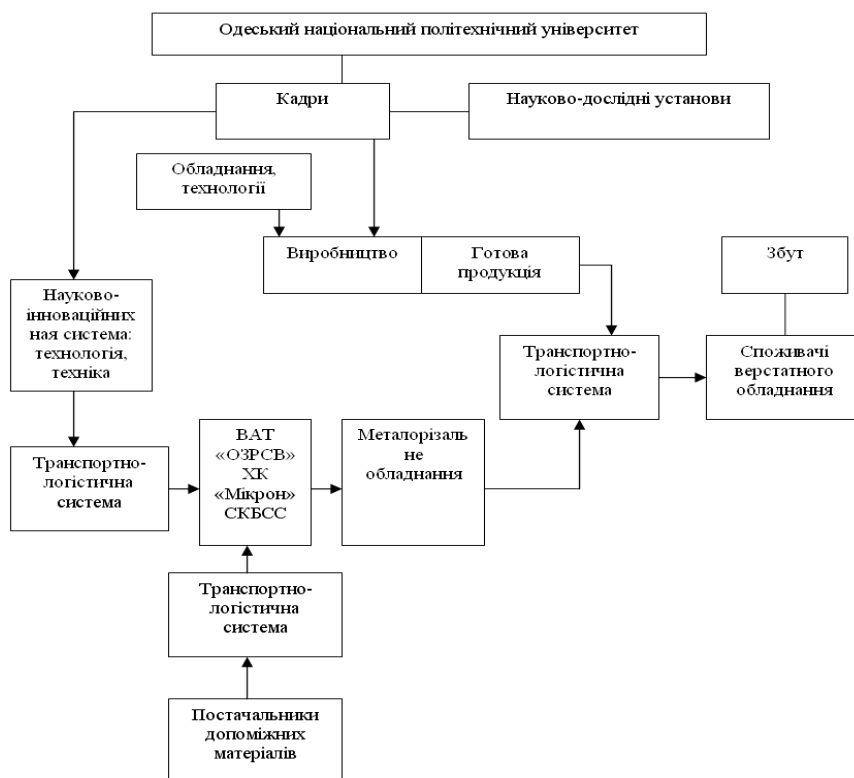 Одеський національний політехнічний університет
Кадри
Науково-дослідні установи
Обладнання,
технології
Виробництво
Готова
продукція
Збут
Науково-
інноваційних
ная система:
технологія,
техніка
Транспортно-
логістична
система
Споживачі
верстатного
обладнання
Транспортно-
логістична
система
ВАТ
«ОЗРСВ»
ХК
«Мікрон»
СКБСС
Металорізаль
не
обладнання
Транспортно-
логістична
система
Постачальники
допоміжних
матеріалів